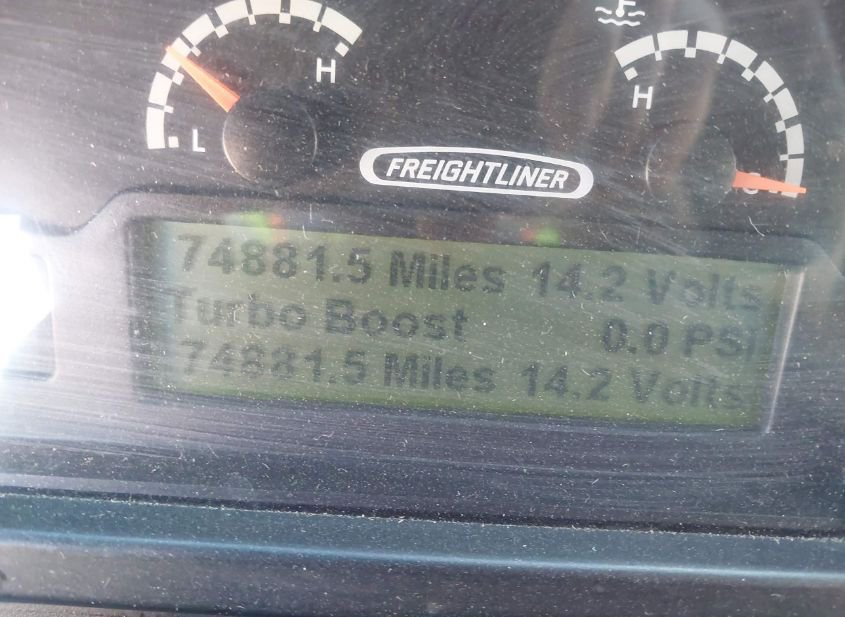 H
H
L
FREIGHTLINER
74881.5 Miles 14.2 Volts
Turbo Boost 0.0 PSI
74881.5 Miles 14.2 Volts